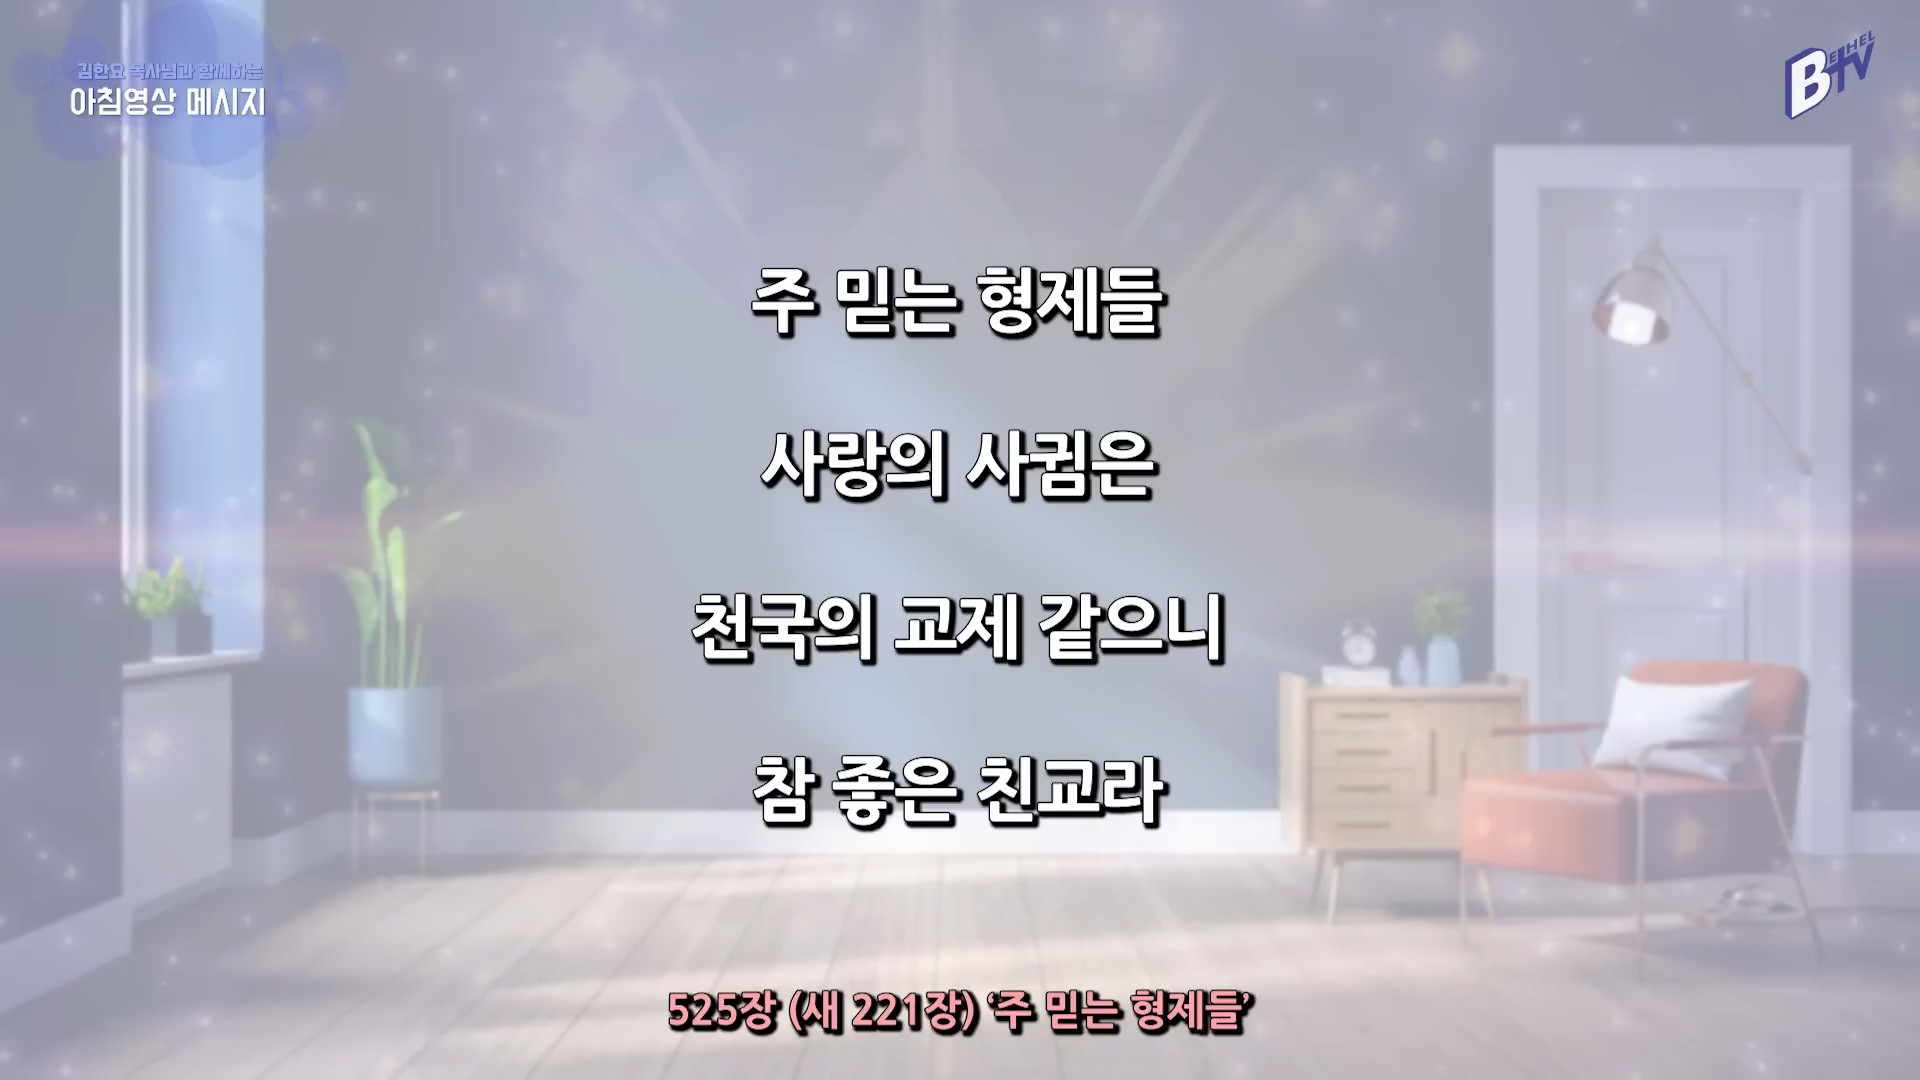 김한요 목사님과 함께하는
아침영상 메시지
BETHEL TV
주 믿는 형제들
사랑의 사귐은
천국의 교제 같으니
참 좋은 친교라
525장 (새 221장) ‘주 믿는 형제들’